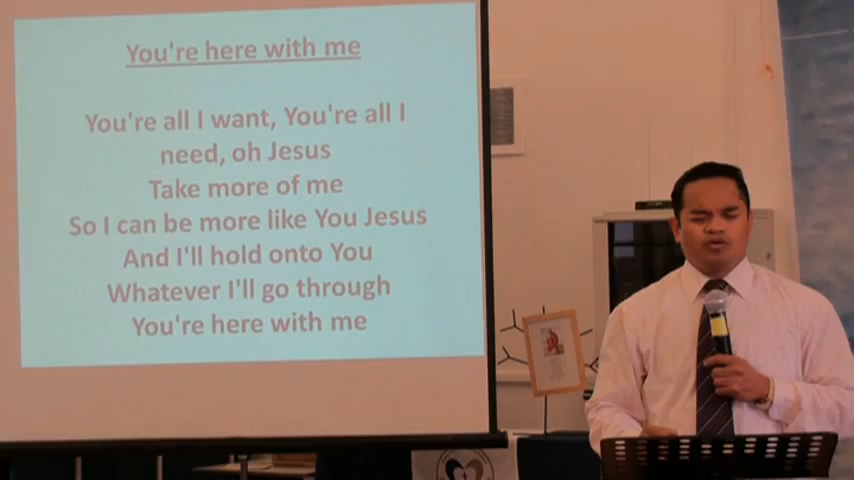 You're here with me
You're all I want, You're all I
need, oh Jesus
Take more of me
So I can be more like You Jesus
And I'll hold onto You
Whatever I'll go through
You're here with me